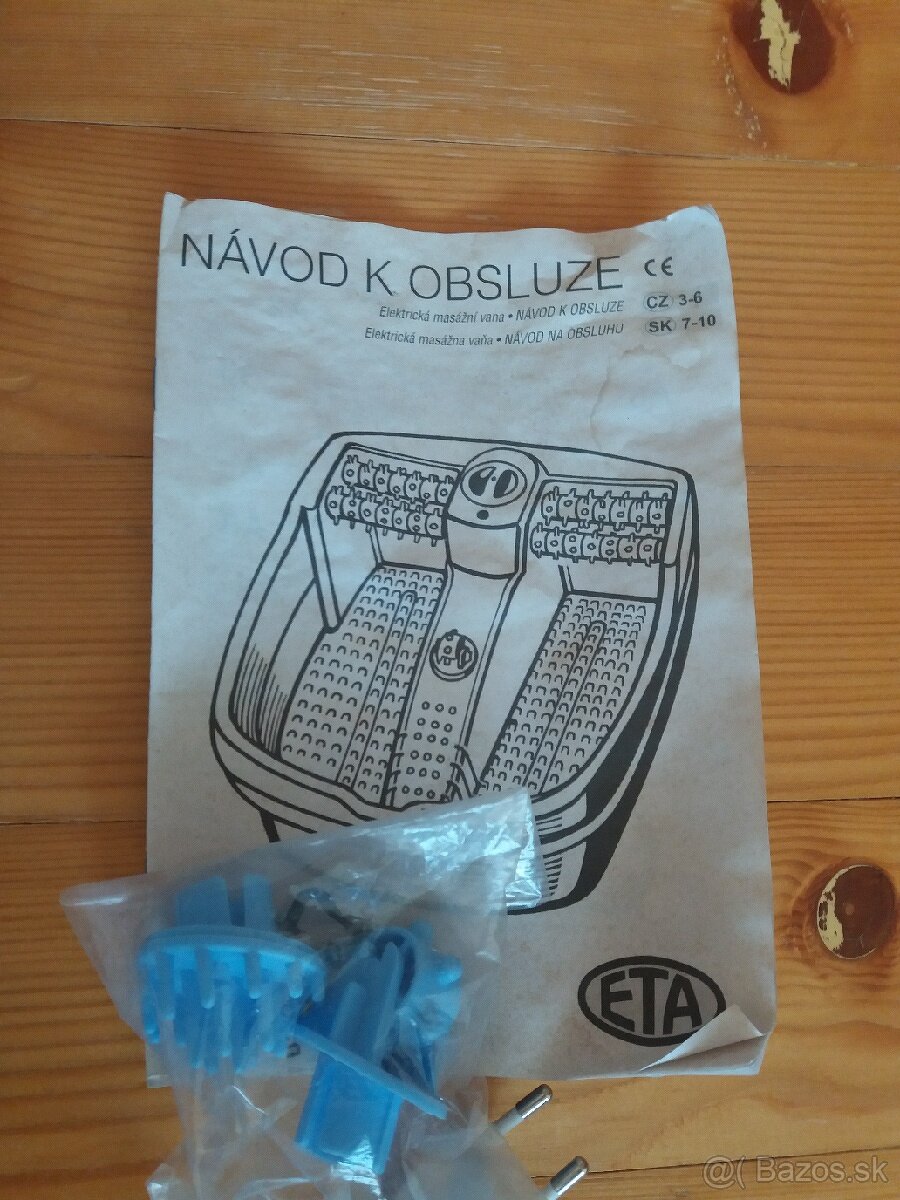 NÁVOD K OBSLUZE CE
Elektrická masážní vana • NÁVOD K OBSLUZE CZ 3-6
Elektrická masážna vaňa • NÁVOD NA OBSLUHU SK 7-10
ETA
@( Bazos.sk